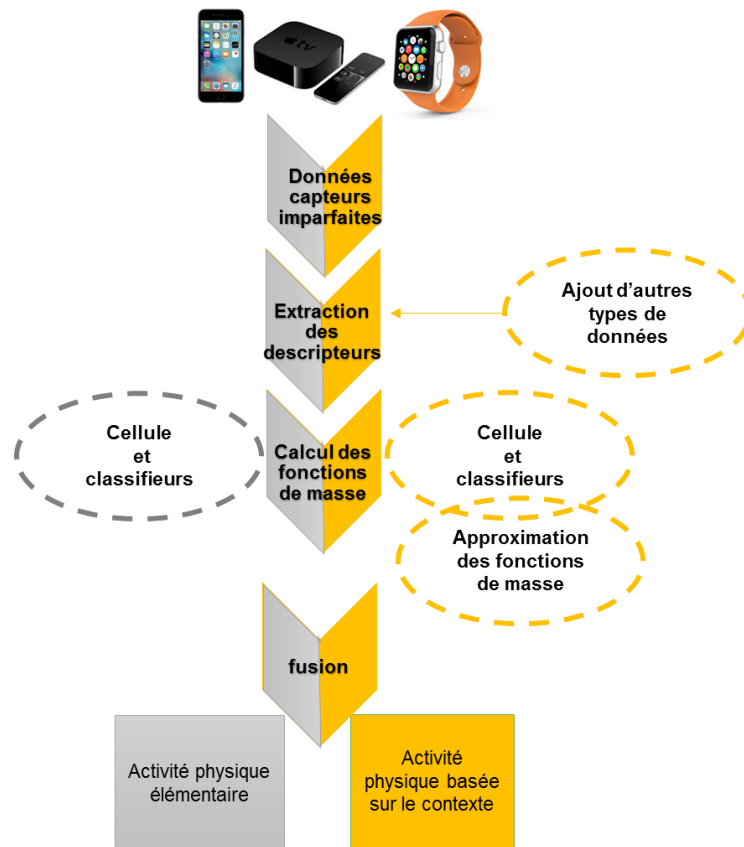 tv
Données
capteurs
imparfaites
Extraction
des
descripteurs
Ajout d'autres
types de
données
Cellule
et
classifieurs
Calcul des
fonctions
de masse
Cellule
et
classifieurs
Approximation
des fonctions
de masse
fusion
Activité physique
élémentaire
Activité
physique basée
sur le contexte